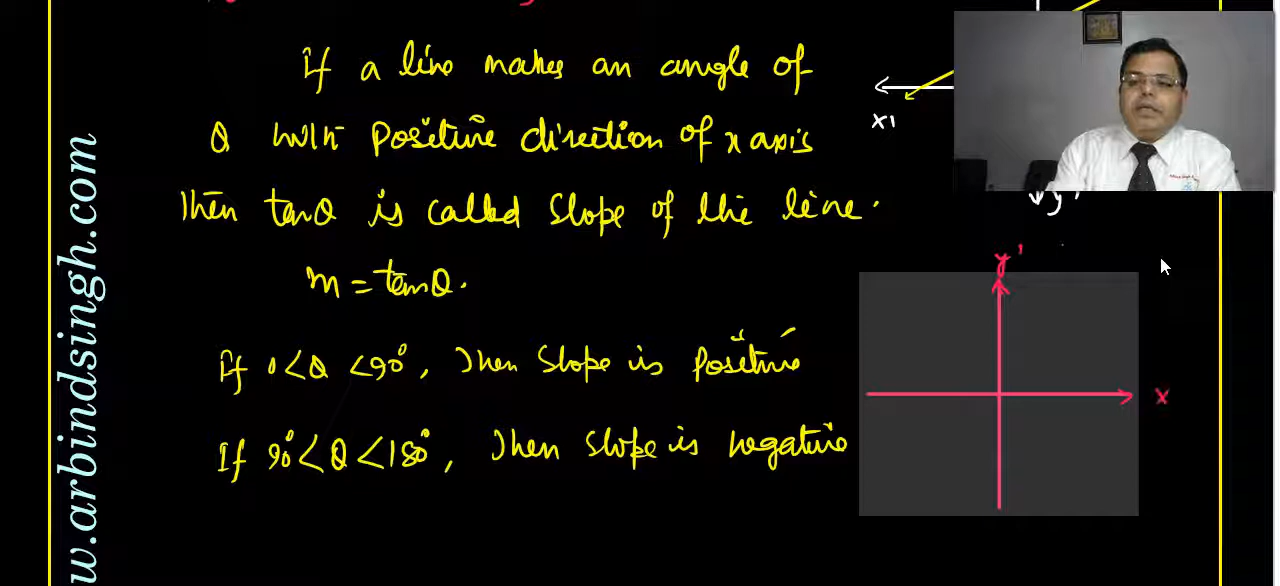 If a line makes an angle of
θ with positive direction of x axis
Then tanθ is called slope of the line.
m = tanθ.
If 0<θ<90°, Then slope is positive
If 90°<θ<180°, Then slope is negative
w.arbindsingh.com
x'
y'
y'
x